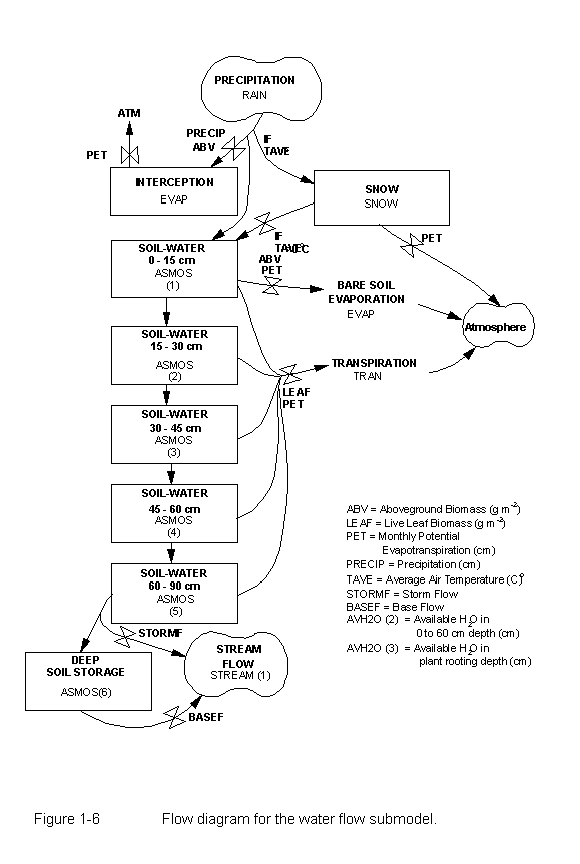 PRECIPITATION
RAIN
ATM
PET
PRECIP
ABV
IF
TAVE
INTERCEPTION
EVAP
SNOW
SNOW
IF
PET
SOIL-WATER
0 - 15 cm
ASMOS
(1)
ABV
PET
BARE SOIL
EVAPORATION
EVAP
Atmosphere
SOIL-WATER
15 - 30 cm
ASMOS
(2)
TRANSPIRATION
TRAN
LEAF
PET
SOIL-WATER
30 - 45 cm
ASMOS
(3)
SOIL-WATER
45 - 60 cm
ASMOS
(4)
SOIL-WATER
60 - 90 cm
ASMOS
(5)
STORMF
DEEP
SOIL STORAGE
ASMOS(6)
STREAM
FLOW
STREAM (1)
BASEF
ABV = Aboveground Biomass (g m⁻²)
LEAF = Live Leaf Biomass (g m⁻²)
PET = Monthly Potential
Evapotranspiration (cm)
PRECIP = Precipitation (cm)
TAVE = Average Air Temperature (C)°
STORMF = Storm Flow
BASEF = Base Flow
AVH2O (2) = Available H₂O in
0 to 60 cm depth (cm)
AVH2O (3) = Available H₂O in
plant rooting depth (cm)
Figure 1-6 Flow diagram for the water flow submodel.